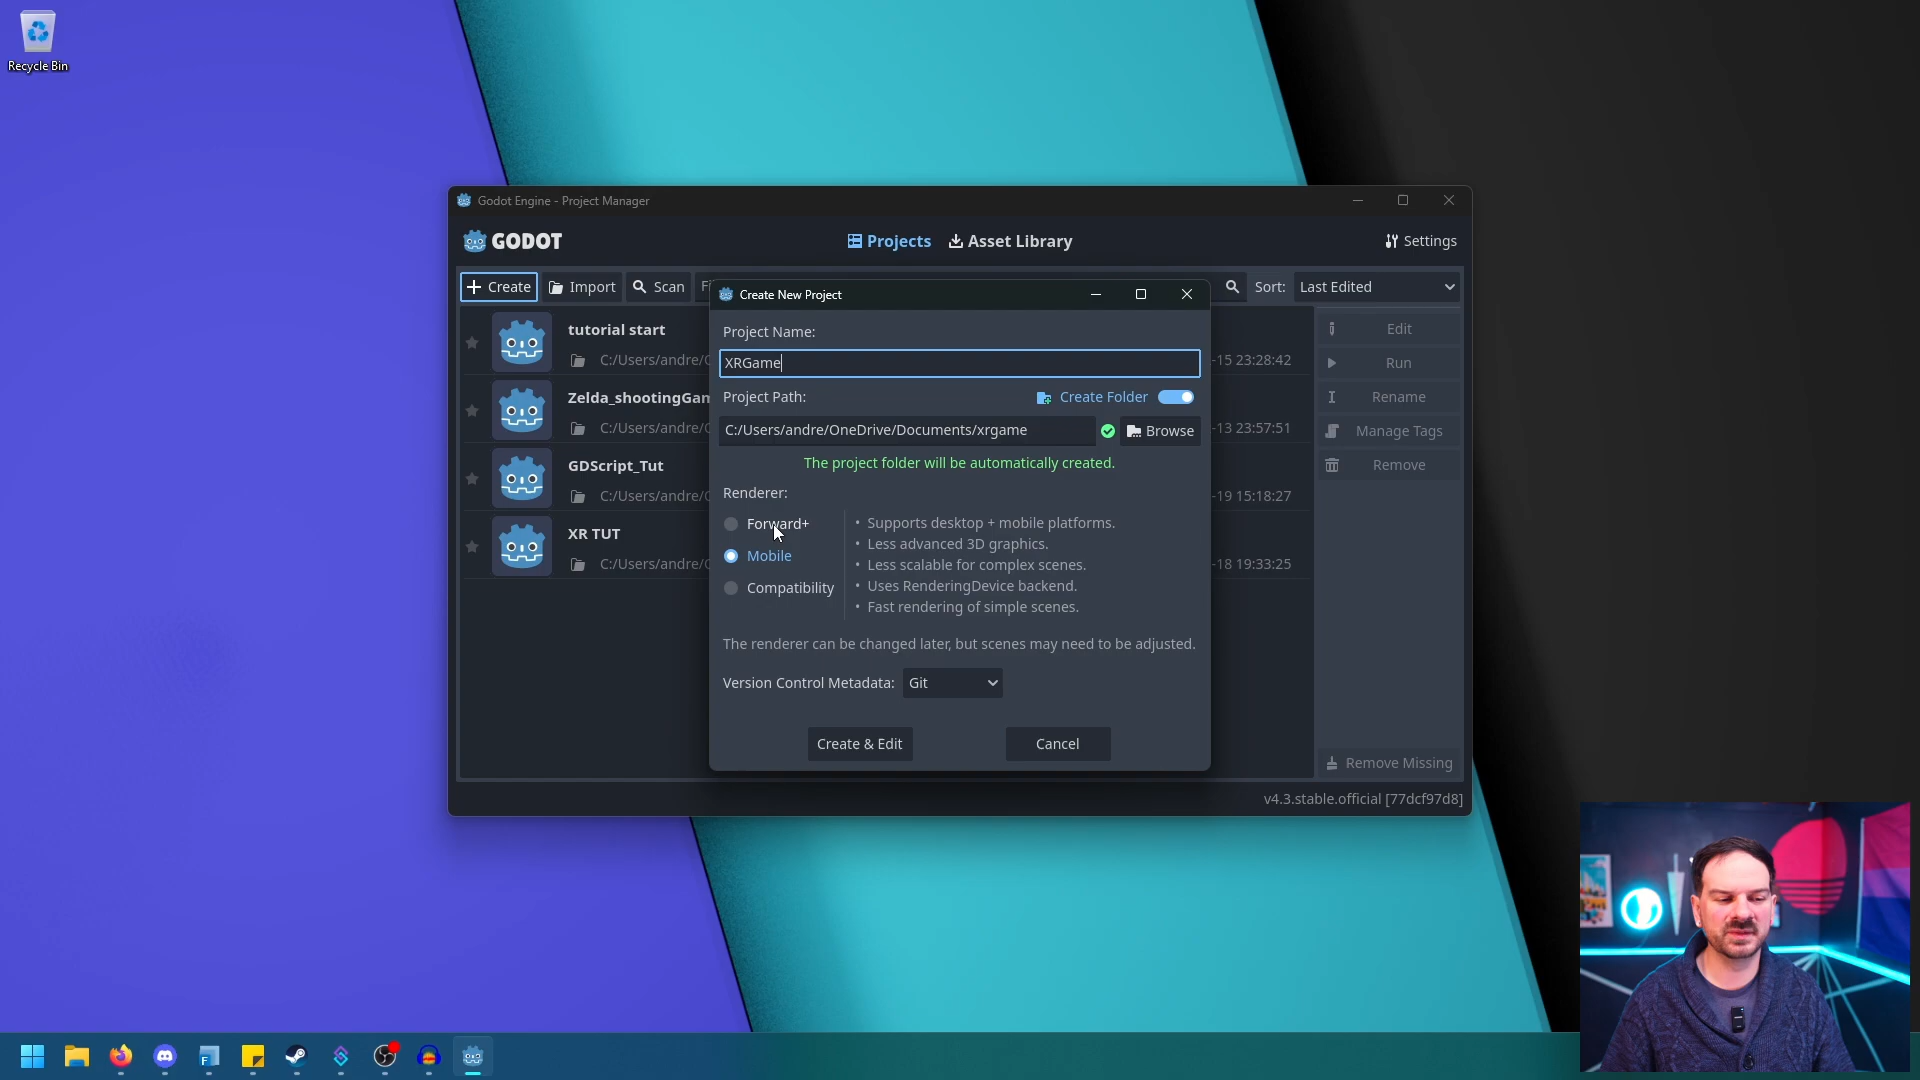 Recycle Bin
Godot Engine - Project Manager
GODOT
Projects
Asset Library
Settings
Create
Import
Scan
Sort:
Last Edited
Create New Project
Project Name:
XRGame
Project Path:
Create Folder
C:/Users/andre/OneDrive/Documents/xrgame
Browse
The project folder will be automatically created.
Renderer:
Forward+
Mobile
Compatibility
• Supports desktop + mobile platforms.
• Less advanced 3D graphics.
• Less scalable for complex scenes.
• Uses RenderingDevice backend.
• Fast rendering of simple scenes.
The renderer can be changed later, but scenes may need to be adjusted.
Version Control Metadata:
Git
Create & Edit
Cancel
tutorial start
C:/Users/andre/
-15 23:28:42
Zelda_shootingGam
C:/Users/andre/
-13 23:57:51
GDScript_Tut
C:/Users/andre/
-19 15:18:27
XR TUT
C:/Users/andre/
-18 19:33:25
Edit
Run
Rename
Manage Tags
Remove
Remove Missing
v4.3.stable.official [77dcf97d8]